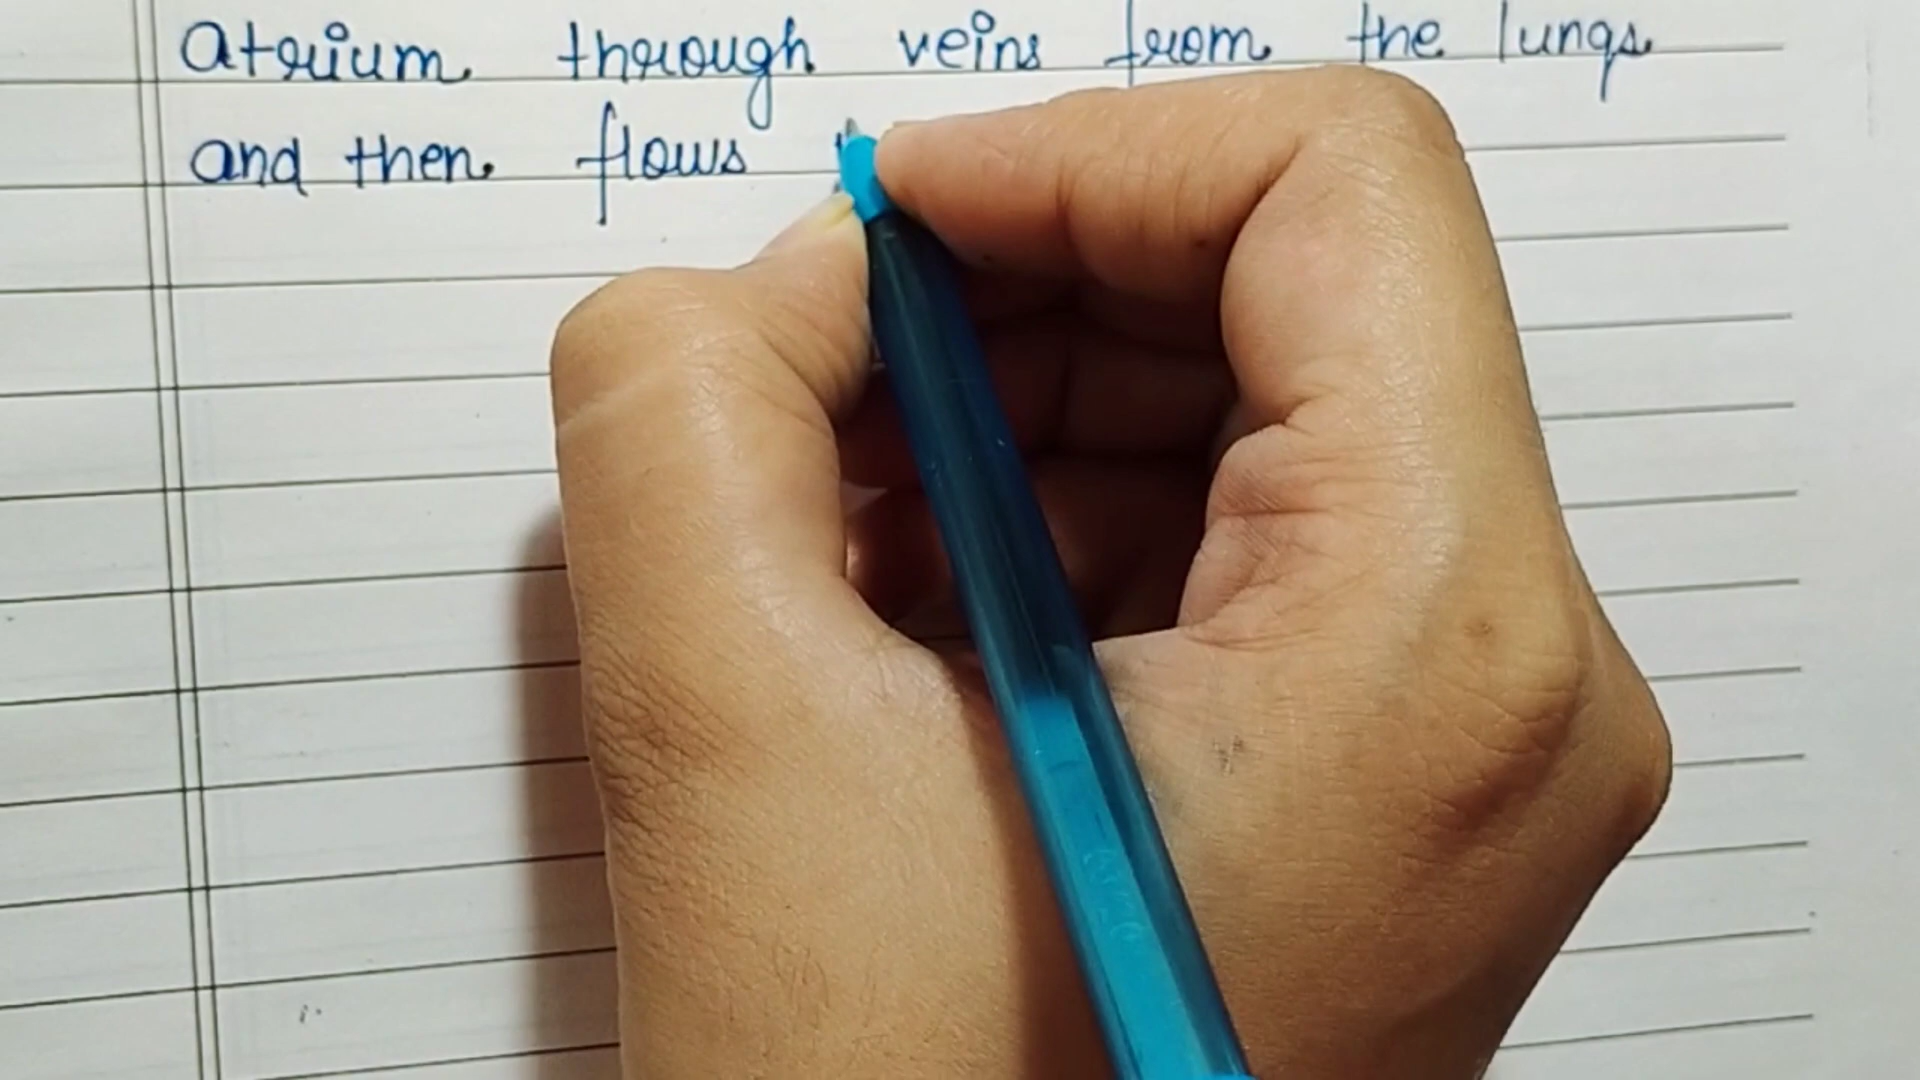 atrium through veins from the lungs
and then flows